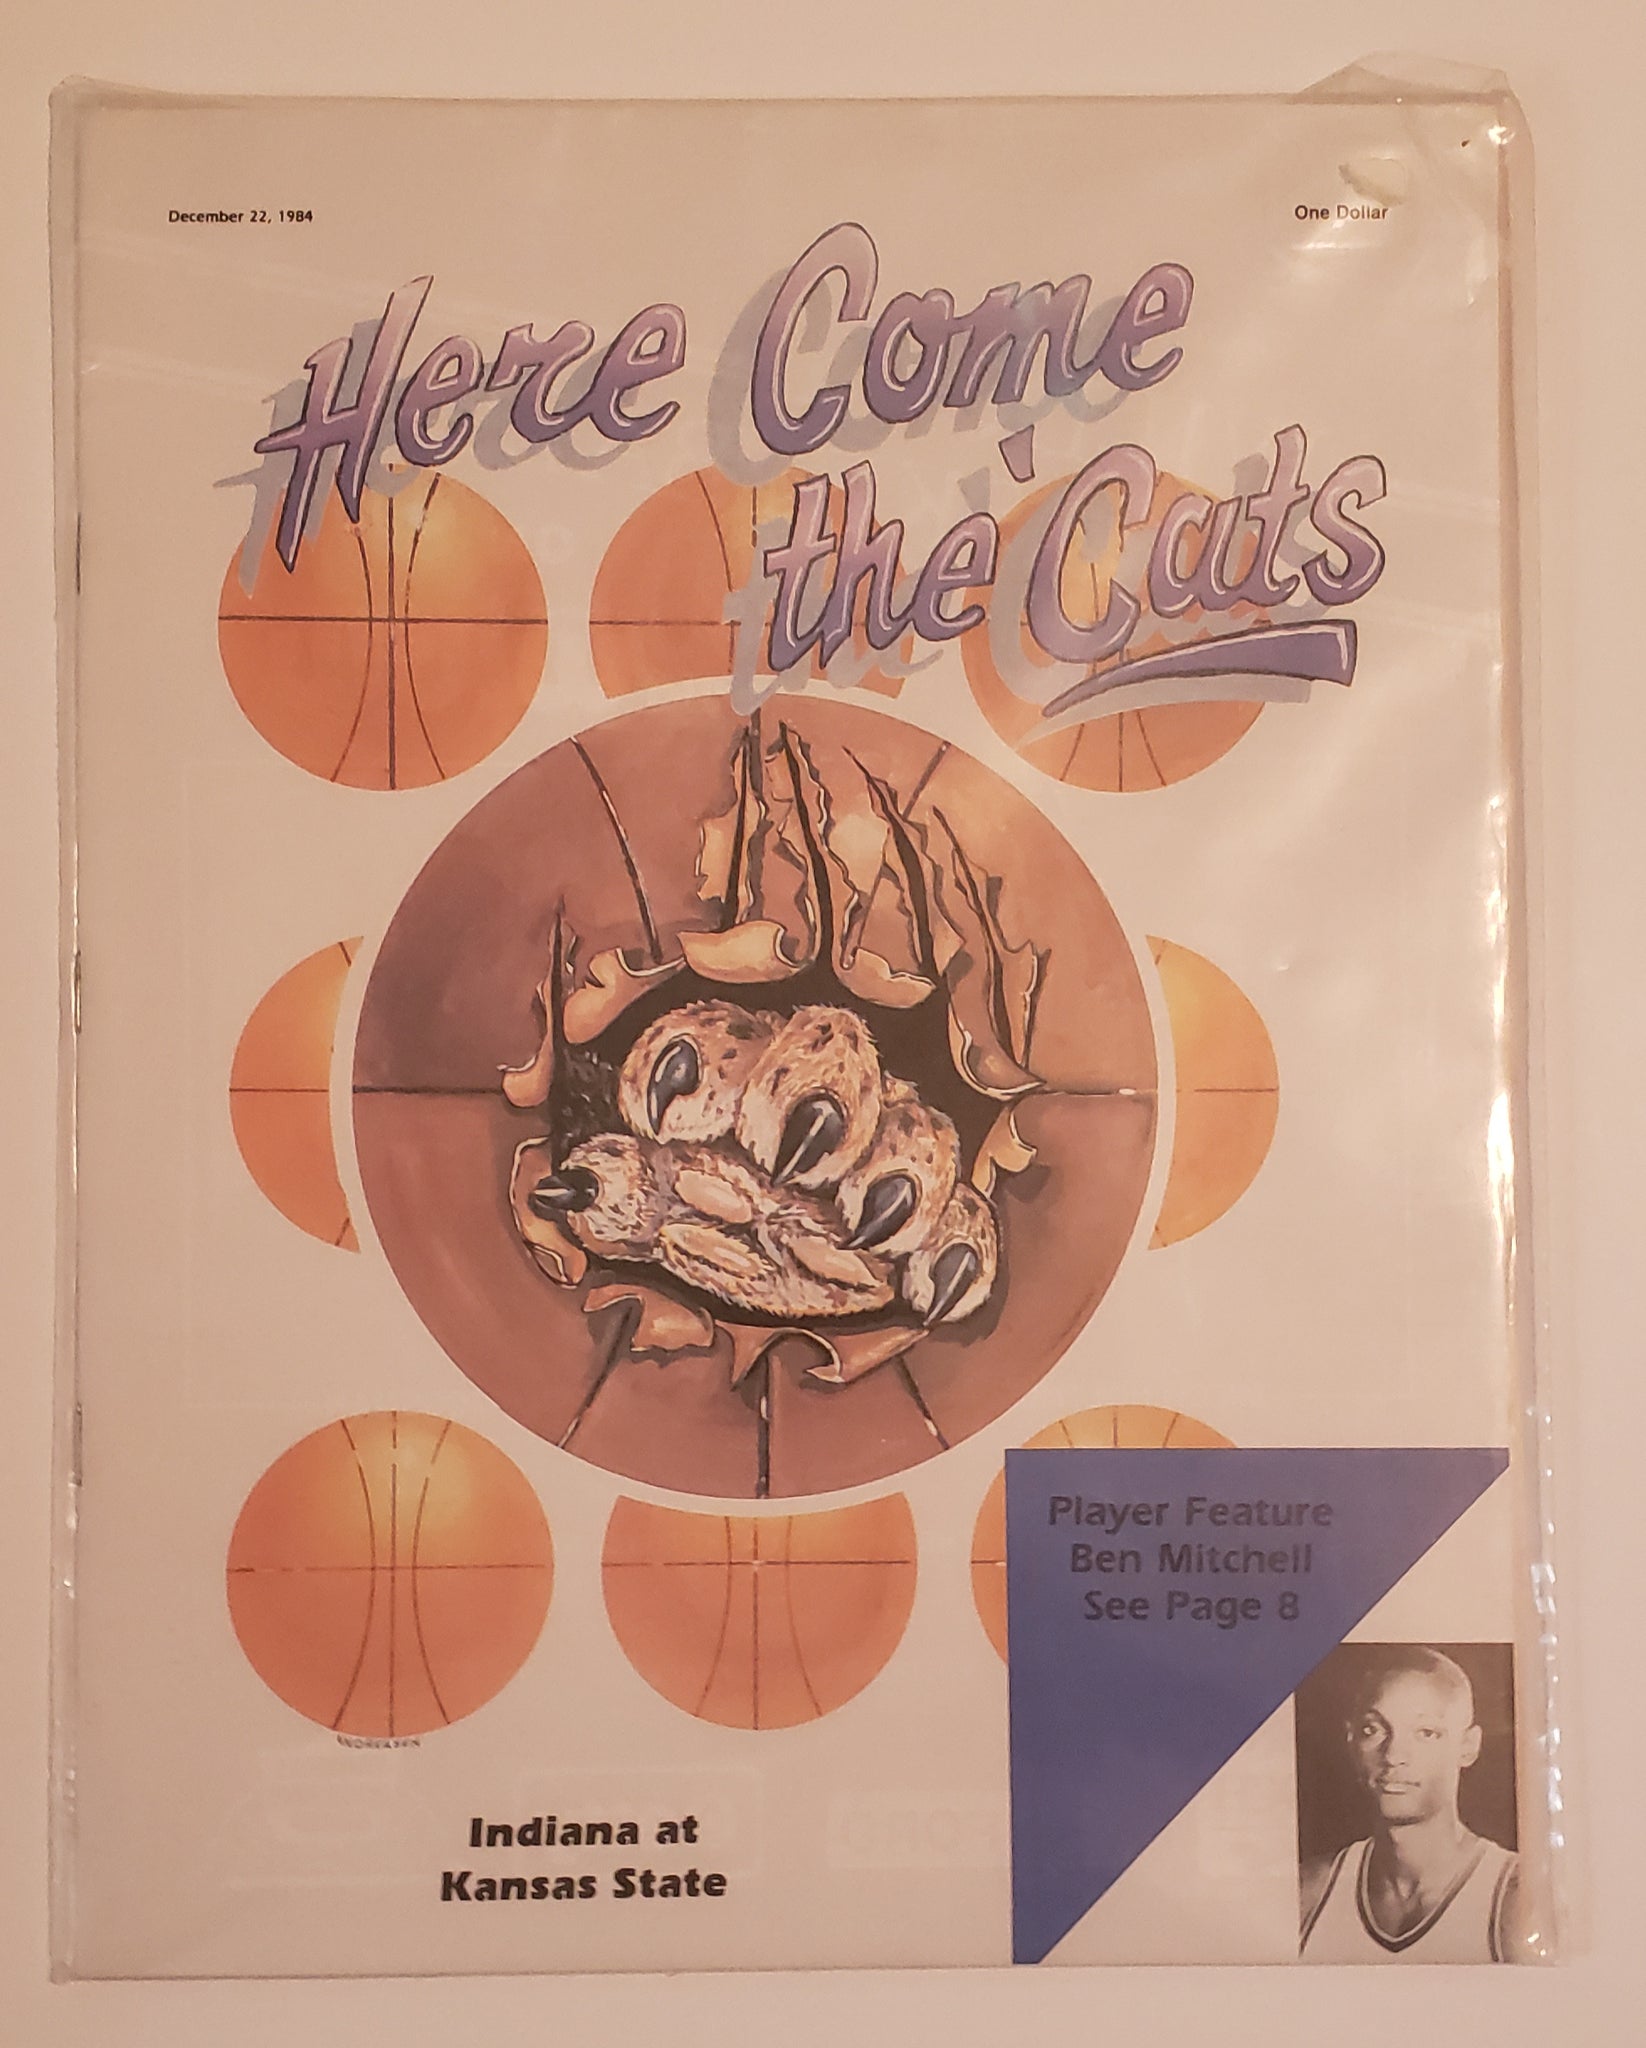 December 22, 1984
One Dollar
Here Come
the 'Cats
Player Feature
Ben Mitchell
See Page 8
ANDREASEN
Indiana at
Kansas State